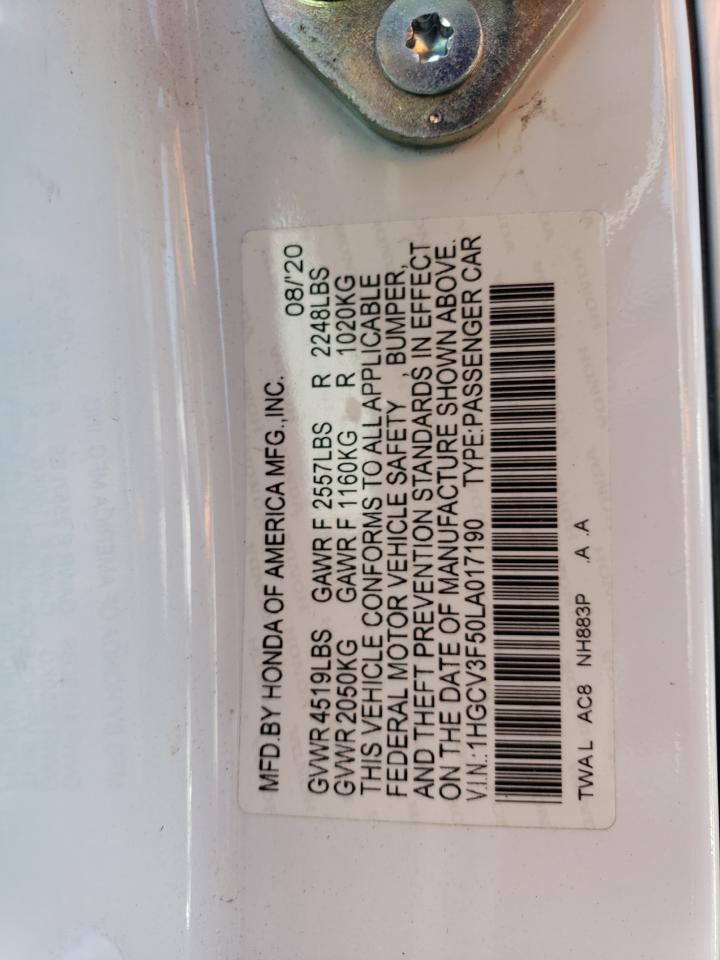 MFD.BY HONDA OF AMERICA MFG.,INC. 08/'20
GVWR 4519LBS GAWR F 2557LBS R 2248LBS
GVWR 2050KG GAWR F 1160KG R 1020KG
THIS VEHICLE CONFORMS TO ALL APPLICABLE
FEDERAL MOTOR VEHICLE SAFETY , BUMPER,
AND THEFT PREVENTION STANDARDS IN EFFECT
ON THE DATE OF MANUFACTURE SHOWN ABOVE.
V.I.N.:1HGCV3F50LA017190 TYPE:PASSENGER CAR
TWAL AC8 NH883P .A .A